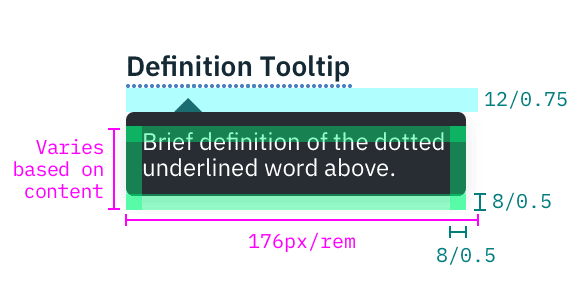 Definition Tooltip
12/0.75
Brief definition of the dotted
underlined word above.
Varies
based on
content
8/0.5
176px/rem
8/0.5